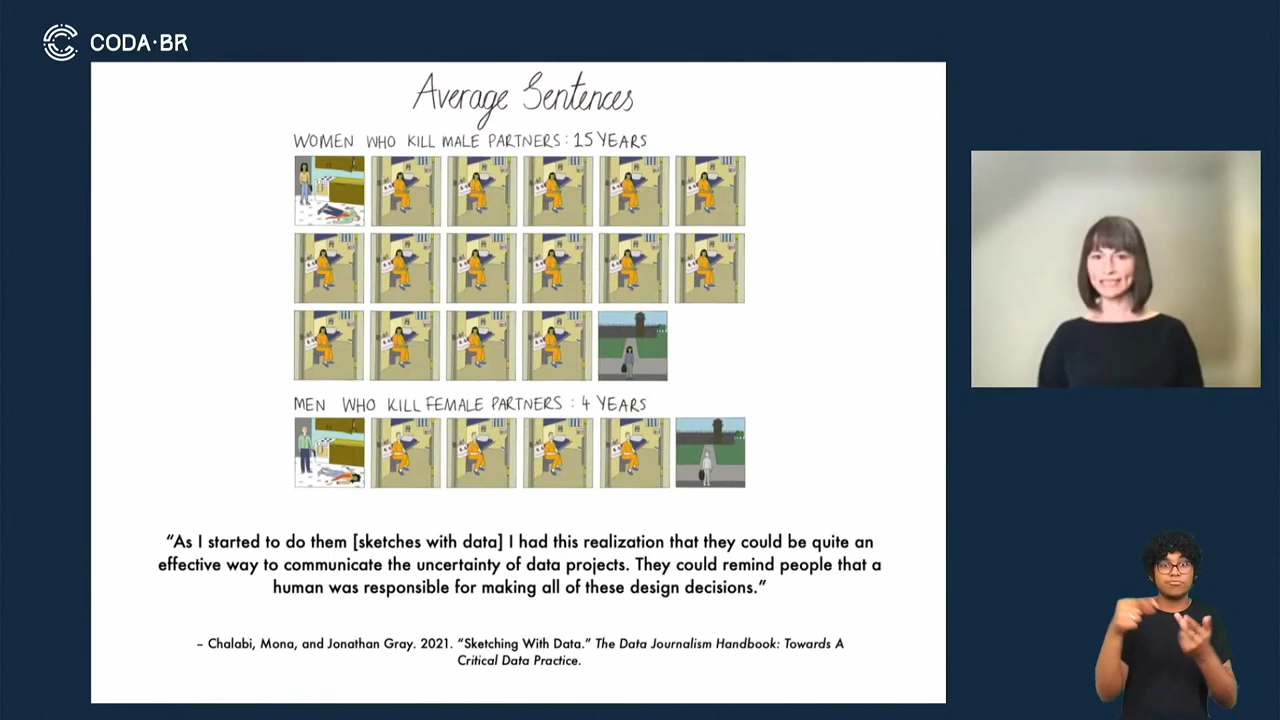 CODA·BR
Average Sentences
WOMEN WHO KILL MALE PARTNERS: 15 YEARS
MEN WHO KILL FEMALE PARTNERS : 4 YEARS
“As I started to do them [sketches with data] I had this realization that they could be quite an
effective way to communicate the uncertainty of data projects. They could remind people that a
human was responsible for making all of these design decisions.”
– Chalabi, Mona, and Jonathan Gray. 2021. “Sketching With Data.” The Data Journalism Handbook: Towards A
Critical Data Practice.